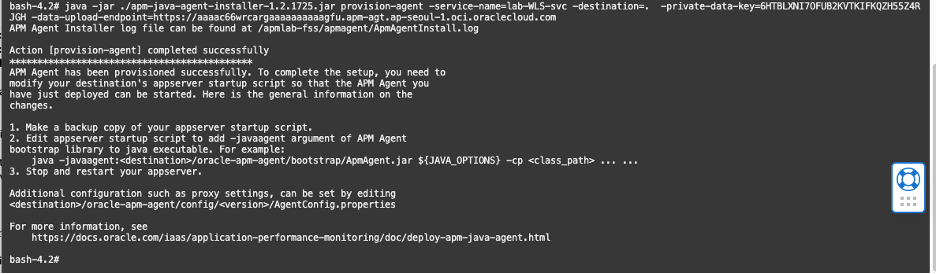 bash-4.2# java -jar ./apm-java-agent-installer-1.2.1725.jar provision-agent -service-name=lab-WLS-svc -destination=.  -private-data-key=6HTBLXNI7OFUB2KVTKIFKQZH55Z4R
JGH -data-upload-endpoint=https://aaaac66wrcargaaaaaaaaaagfu.apm-agt.ap-seoul-1.oci.oraclecloud.com
APM Agent Installer log file can be found at /apmlab-fss/apmagent/ApmAgentInstall.log
Action [provision-agent] completed successfully
*********************************************
APM Agent has been provisioned successfully. To complete the setup, you need to
modify your destination's appserver startup script so that the APM Agent you
have just deployed can be started. Here is the general information on the
changes.
1. Make a backup copy of your appserver startup script.
2. Edit appserver startup script to add -javaagent argument of APM Agent
bootstrap library to java executable. For example:
java -javaagent:<destination>/oracle-apm-agent/bootstrap/ApmAgent.jar ${JAVA_OPTIONS} -cp <class_path> ... ...
3. Stop and restart your appserver.
Additional configuration such as proxy settings, can be set by editing
<destination>/oracle-apm-agent/config/<version>/AgentConfig.properties
For more information, see
https://docs.oracle.com/iaas/application-performance-monitoring/doc/deploy-apm-java-agent.html
bash-4.2#